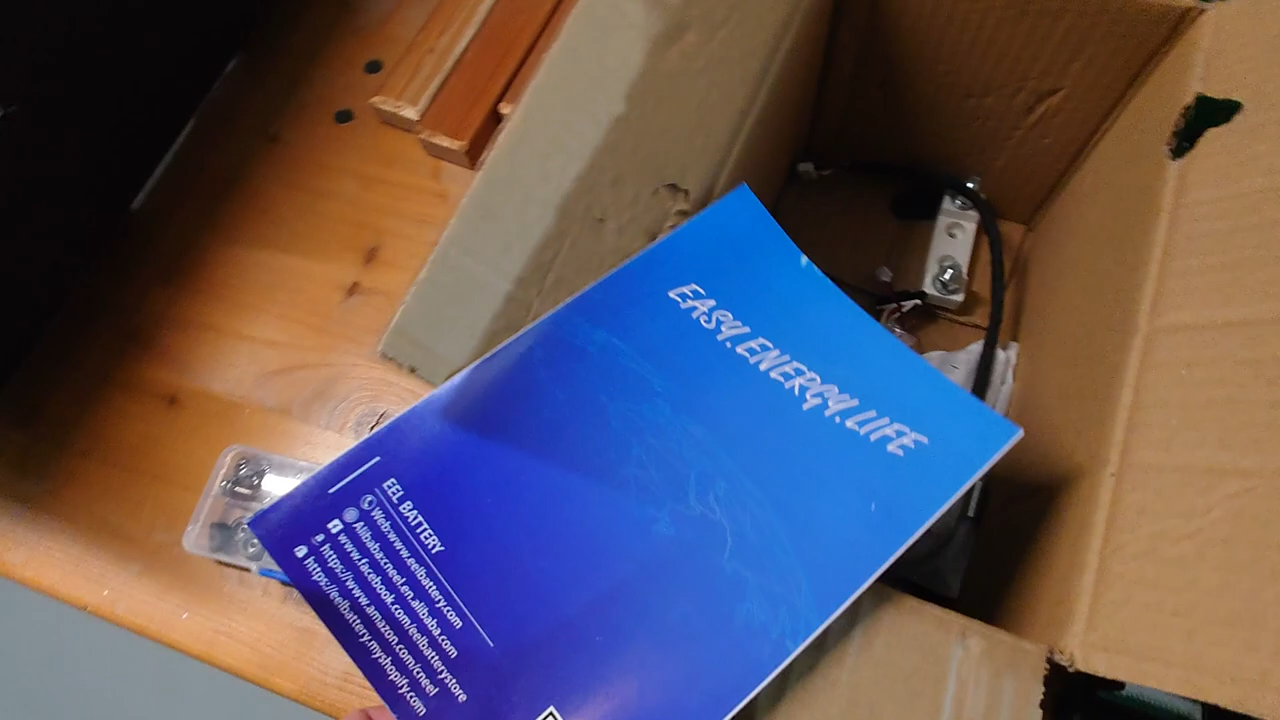 EASY.ENERGY.LIFE
EEL BATTERY
Web:www.eelbattery.com
Alibaba:cneel.en.alibaba.com
www.facebook.com/eelbatterystore
https://www.amazon.com/cneel
https://eelbattery.myshopify.com